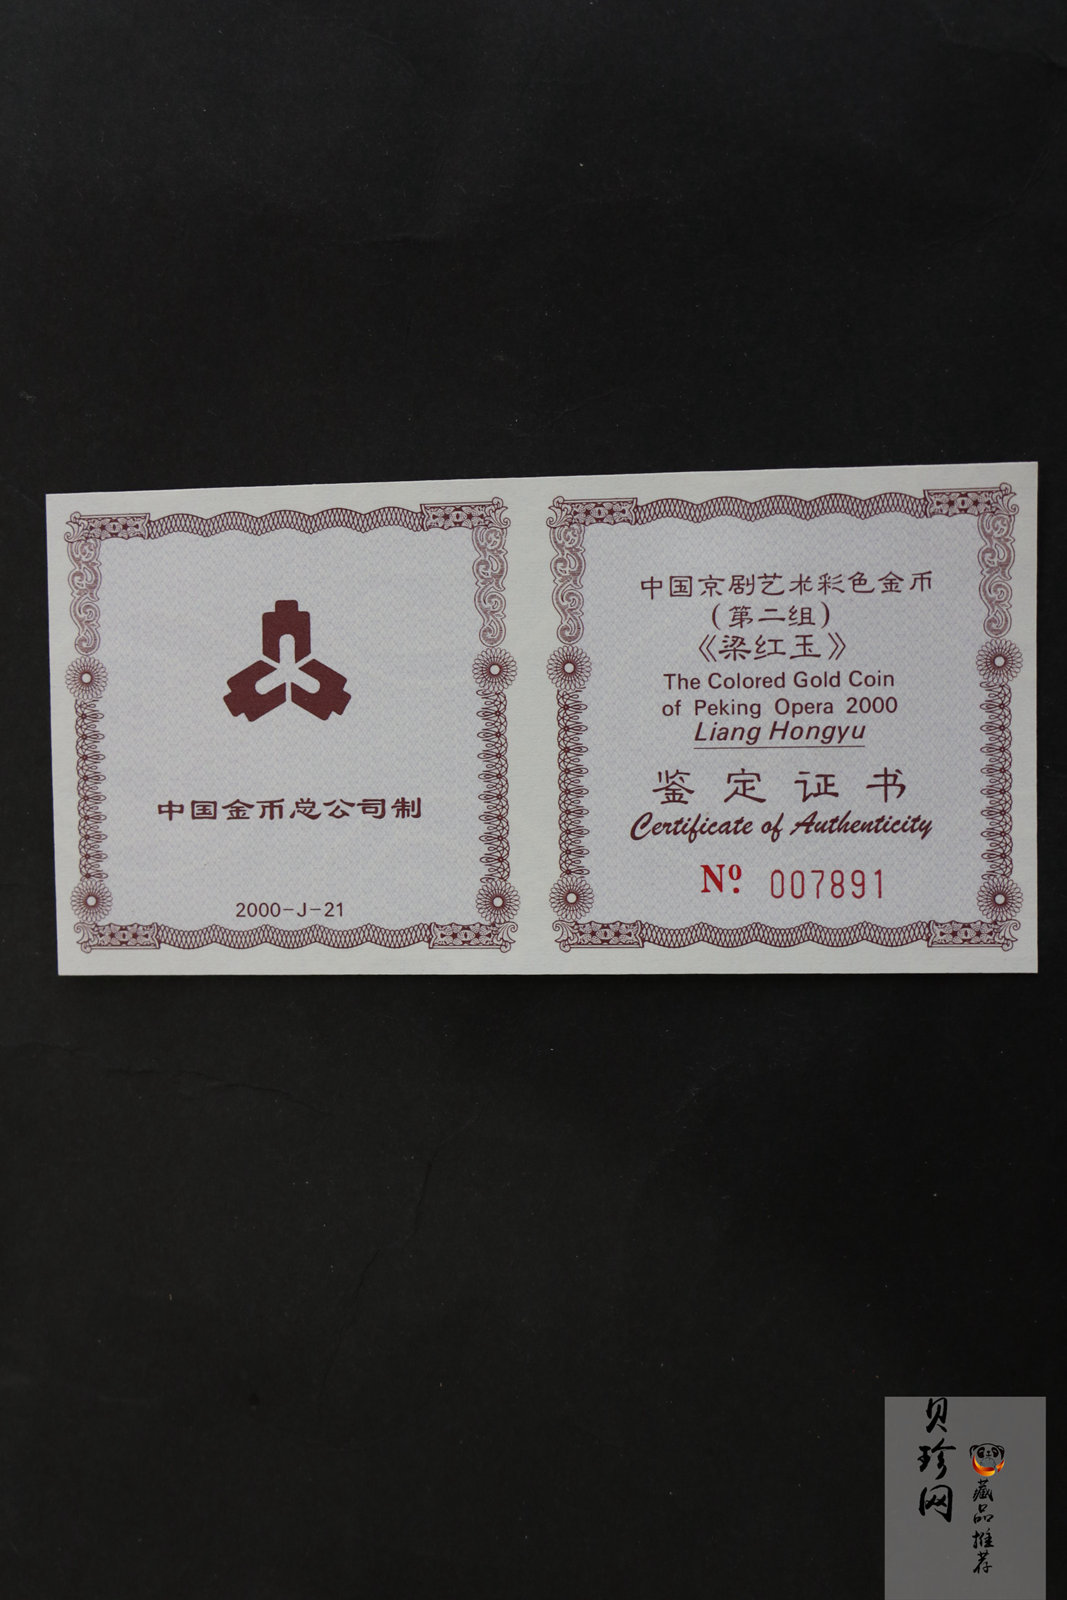 中国金币总公司制
2000-J-21
中国京剧艺术彩色金币
(第二组)
《梁红玉》
The Colored Gold Coin
of Peking Opera 2000
Liang Hongyu
鉴定证书
Certificate of Authenticity
Nº. 007891
贝珍网
藏品推荐